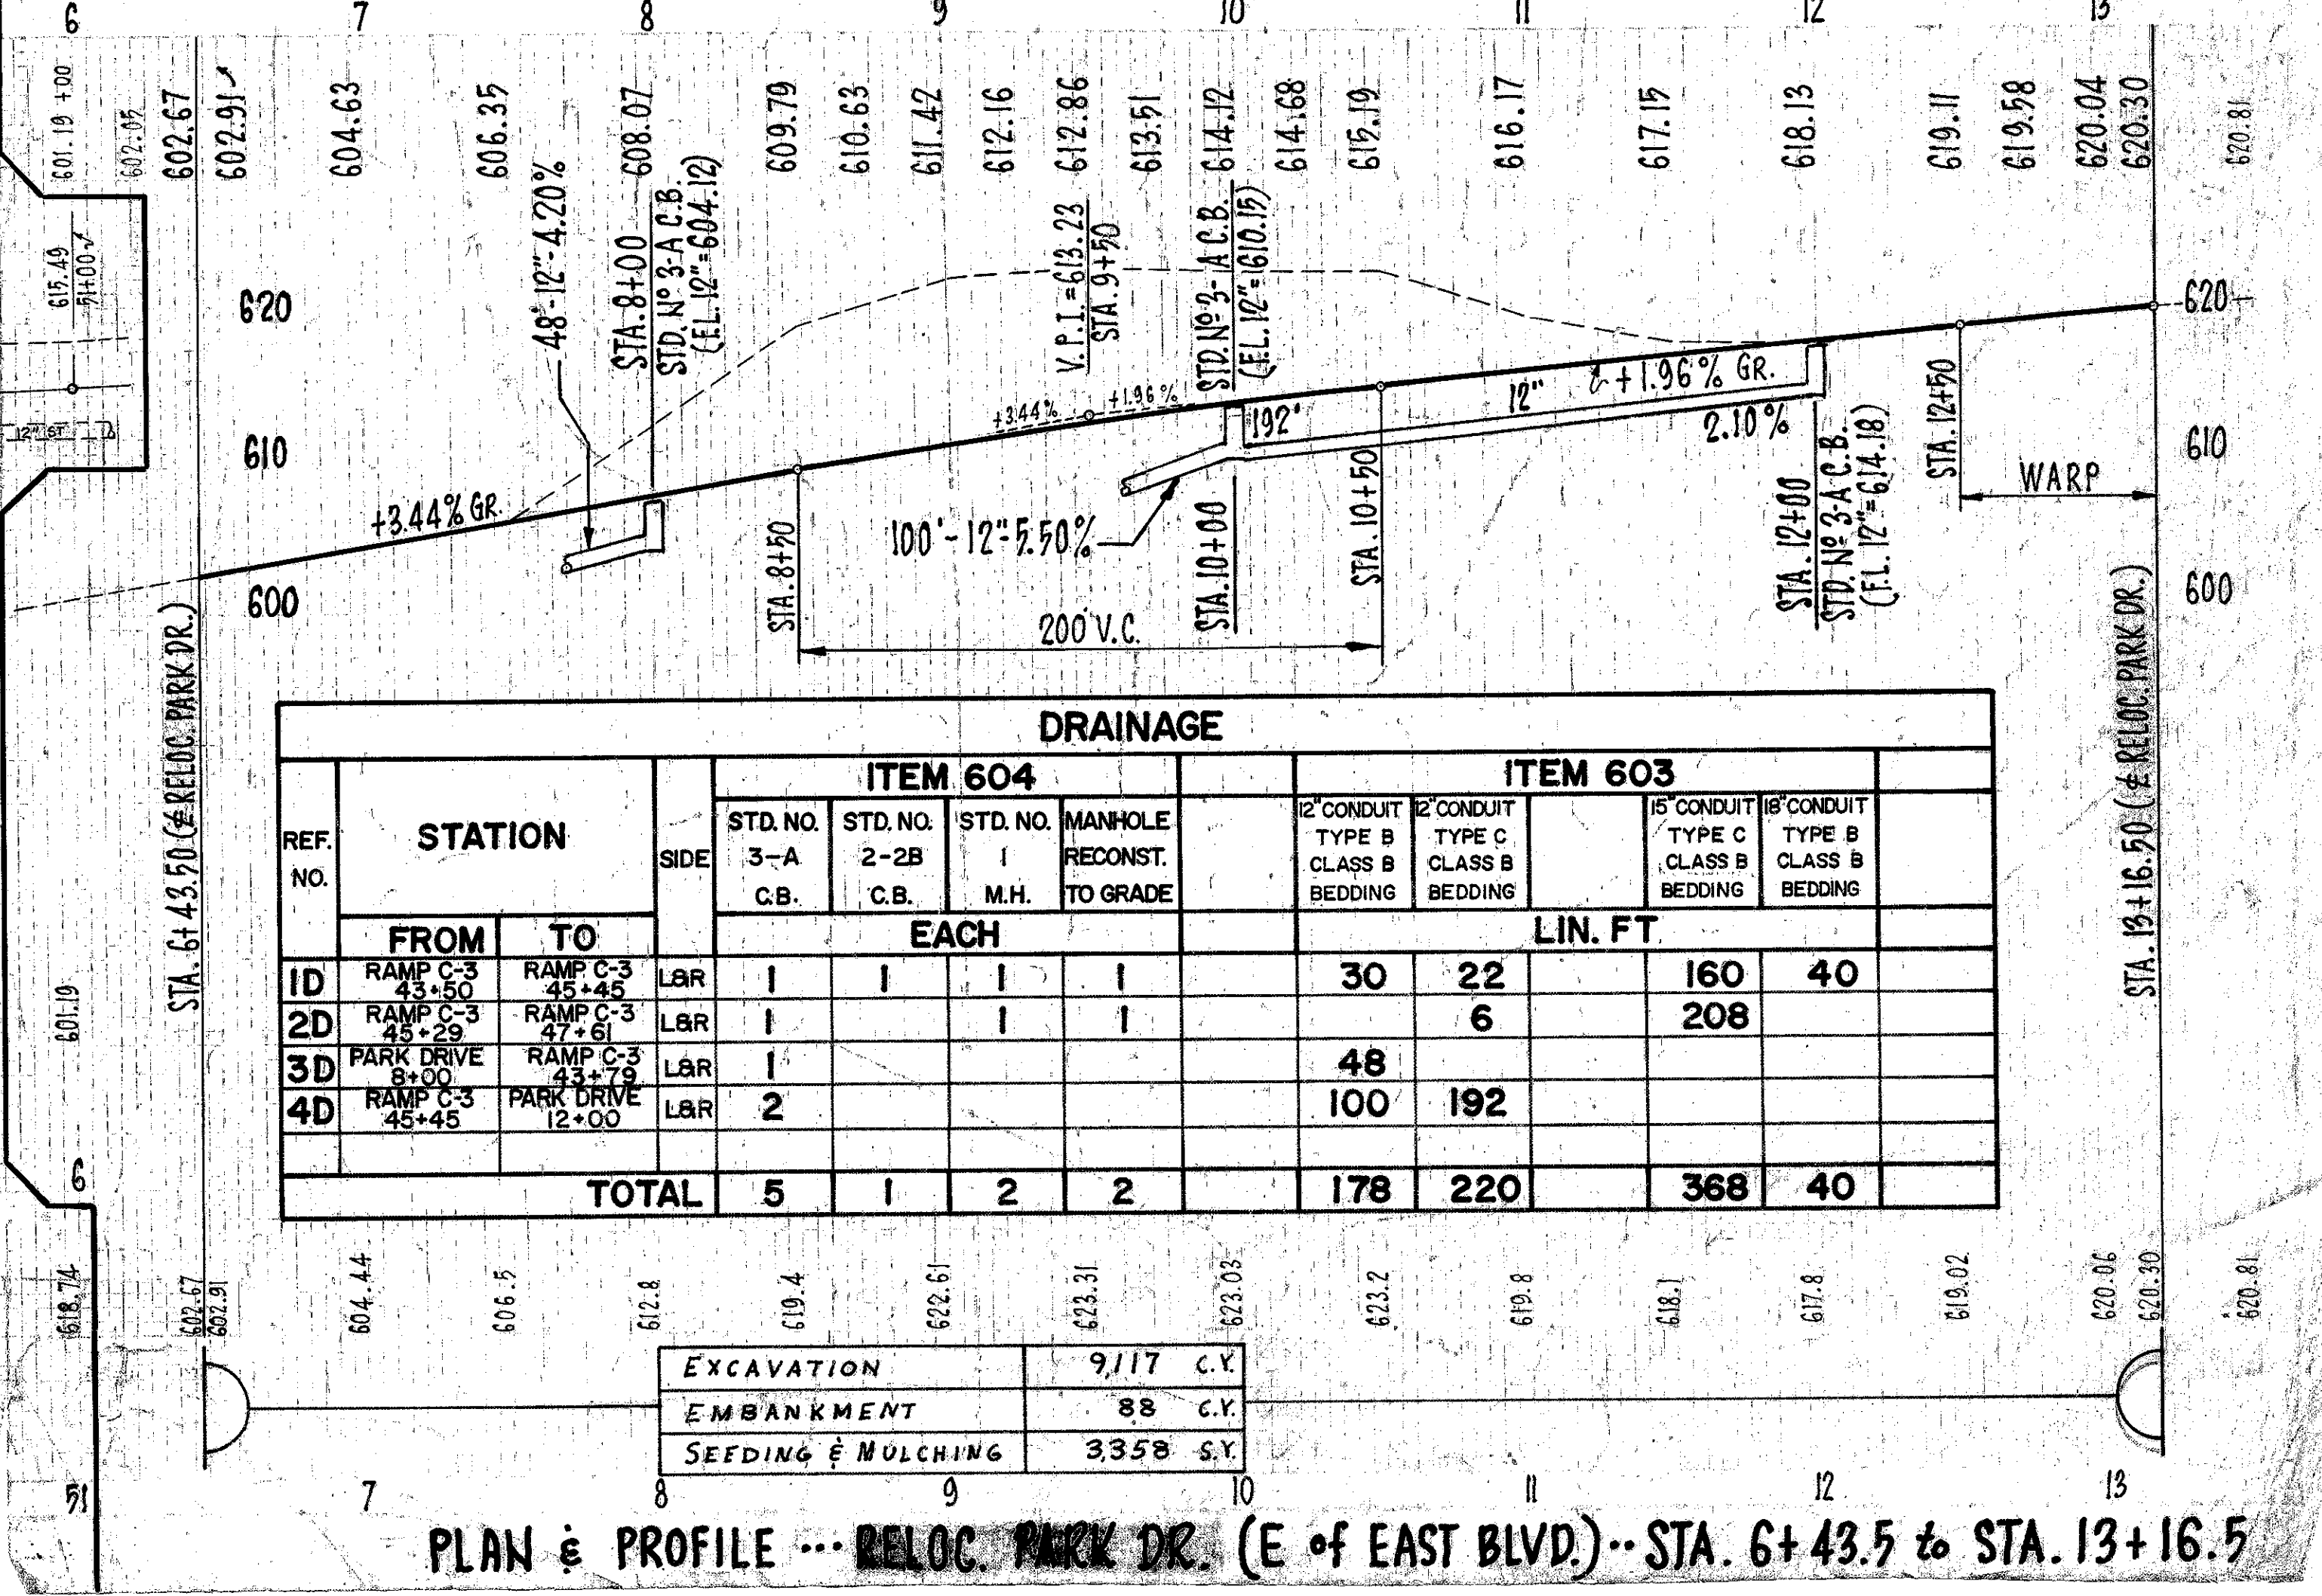 6 7 8 9 10 11 12 13
601.19 +00
602.05
602.67
602.91
604.63
606.35
608.07
609.79
610.63
611.42
612.16
612.86
613.51
614.12
614.68
615.19
616.17
617.15
618.13
619.11
619.58
620.04
620.30
620.81
615.49
51+00
12" ST
620
610
600
620
610
600
48'-12"-4.20%
STA. 8+00
STD. Nº 3-A C.B.
(F.L. 12"=604.12)
V.P.I.=613.23
STA. 9+50
STD. Nº 3-A C.B.
(F.L. 12"=610.15)
+3.44% GR.
+3.44%
+1.96%
192'
12"
℄ +1.96% GR.
2.10%
100'-12"-5.50%
STA. 8+50
STA. 10+00
STA. 10+50
200' V.C.
STA. 12+00
STD. Nº 3-A C.B.
(F.L. 12"=614.18)
STA. 12+50
WARP
STA. 6+43.50 (℄ RELOC. PARK DR.)
STA. 13+16.50 (℄ RELOC. PARK DR.)
DRAINAGE
REF. NO. STATION SIDE ITEM 604 ITEM 603
STD. NO. 3-A C.B.
STD. NO. 2-2B C.B.
STD. NO. 1 M.H.
MANHOLE RECONST. TO GRADE
12" CONDUIT TYPE B CLASS B BEDDING
12" CONDUIT TYPE C CLASS B BEDDING
15" CONDUIT TYPE C CLASS B BEDDING
18" CONDUIT TYPE B CLASS B BEDDING
FROM TO EACH LIN. FT.
1D RAMP C-3 43+50 RAMP C-3 45+45 L&R 1 1 1 1 30 22 160 40
2D RAMP C-3 45+29 RAMP C-3 47+61 L&R 1 1 1 6 208
3D PARK DRIVE 8+00 RAMP C-3 43+79 L&R 1 48
4D RAMP C-3 45+45 PARK DRIVE 12+00 L&R 2 100 192
TOTAL 5 1 2 2 178 220 368 40
601.19
6
618.74
602.67
602.91
604.44
606.5
612.8
619.4
622.61
623.31
623.03
623.2
619.8
618.1
617.8
619.02
620.06
620.30
620.81
EXCAVATION 9,117 C.Y.
EMBANKMENT 88 C.Y.
SEEDING & MULCHING 3,358 S.Y.
51 7 8 9 10 11 12 13
PLAN & PROFILE ... RELOC. PARK DR. (E of EAST BLVD.) .. STA. 6+43.5 to STA. 13+16.5